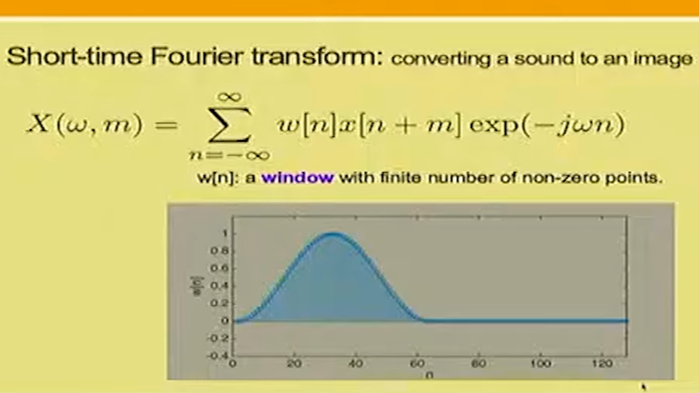 Short-time Fourier transform: converting a sound to an image
X(ω, m) = ∑_{n=−∞}^{∞} w[n]x[n + m] exp(−jωn)
w[n]: a window with finite number of non-zero points.
1
0.8
0.6
0.4
0.2
0
-0.2
-0.4
w[n]
0 20 40 60 80 100 120
n